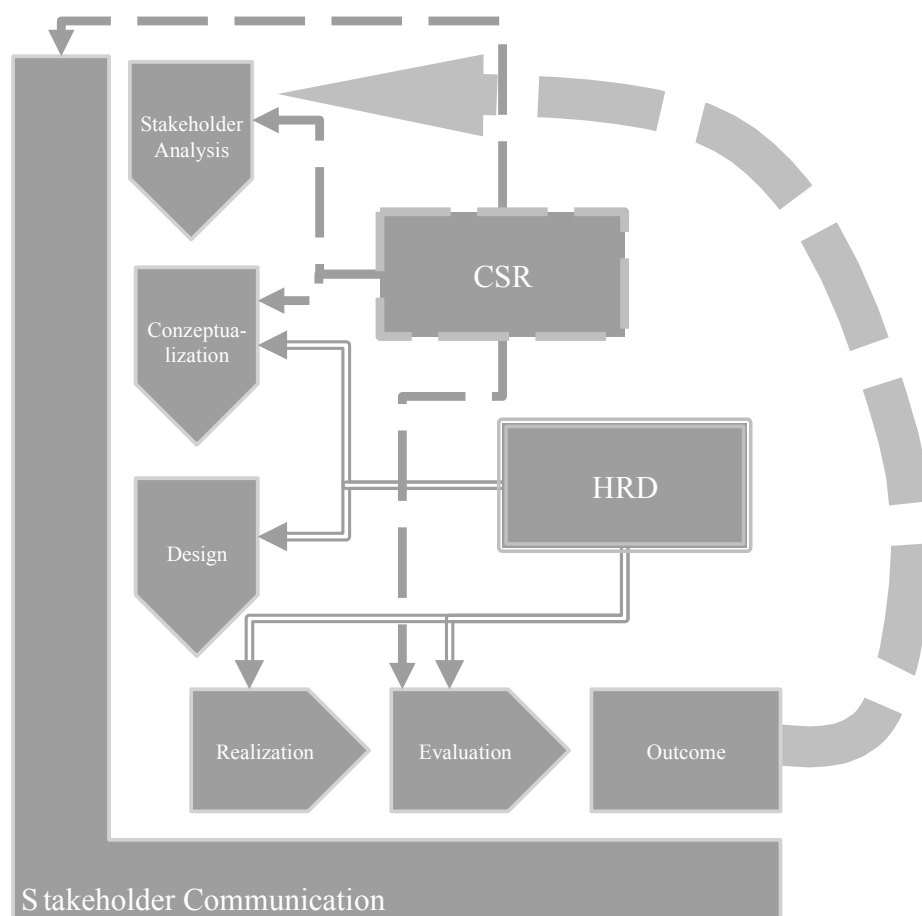 Stakeholder
Analysis
CSR
Conzeptua-
lization
HRD
Design
Realization
Evaluation
Outcome
S takeholder Communication